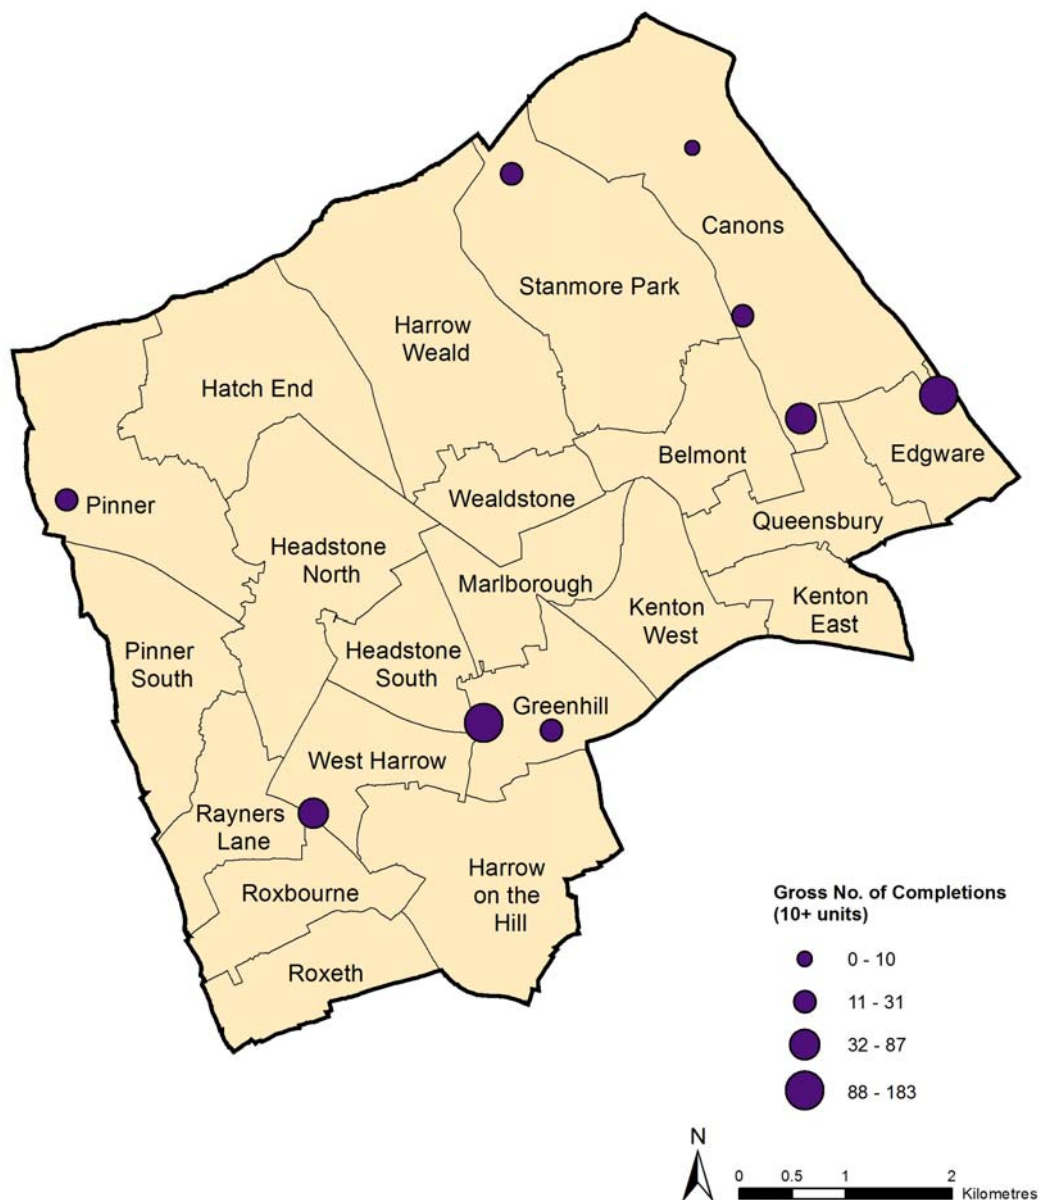 Canons
Stanmore Park
Harrow
Weald
Hatch End
Edgware
Belmont
Wealdstone
Pinner
Queensbury
Headstone
North
Marlborough
Kenton
West
Kenton
East
Pinner
South
Headstone
South
Greenhill
West Harrow
Rayners
Lane
Harrow
on the
Hill
Roxbourne
Roxeth
Gross No. of Completions
(10+ units)
0 - 10
11 - 31
32 - 87
88 - 183
N
0 0.5 1 2
Kilometres